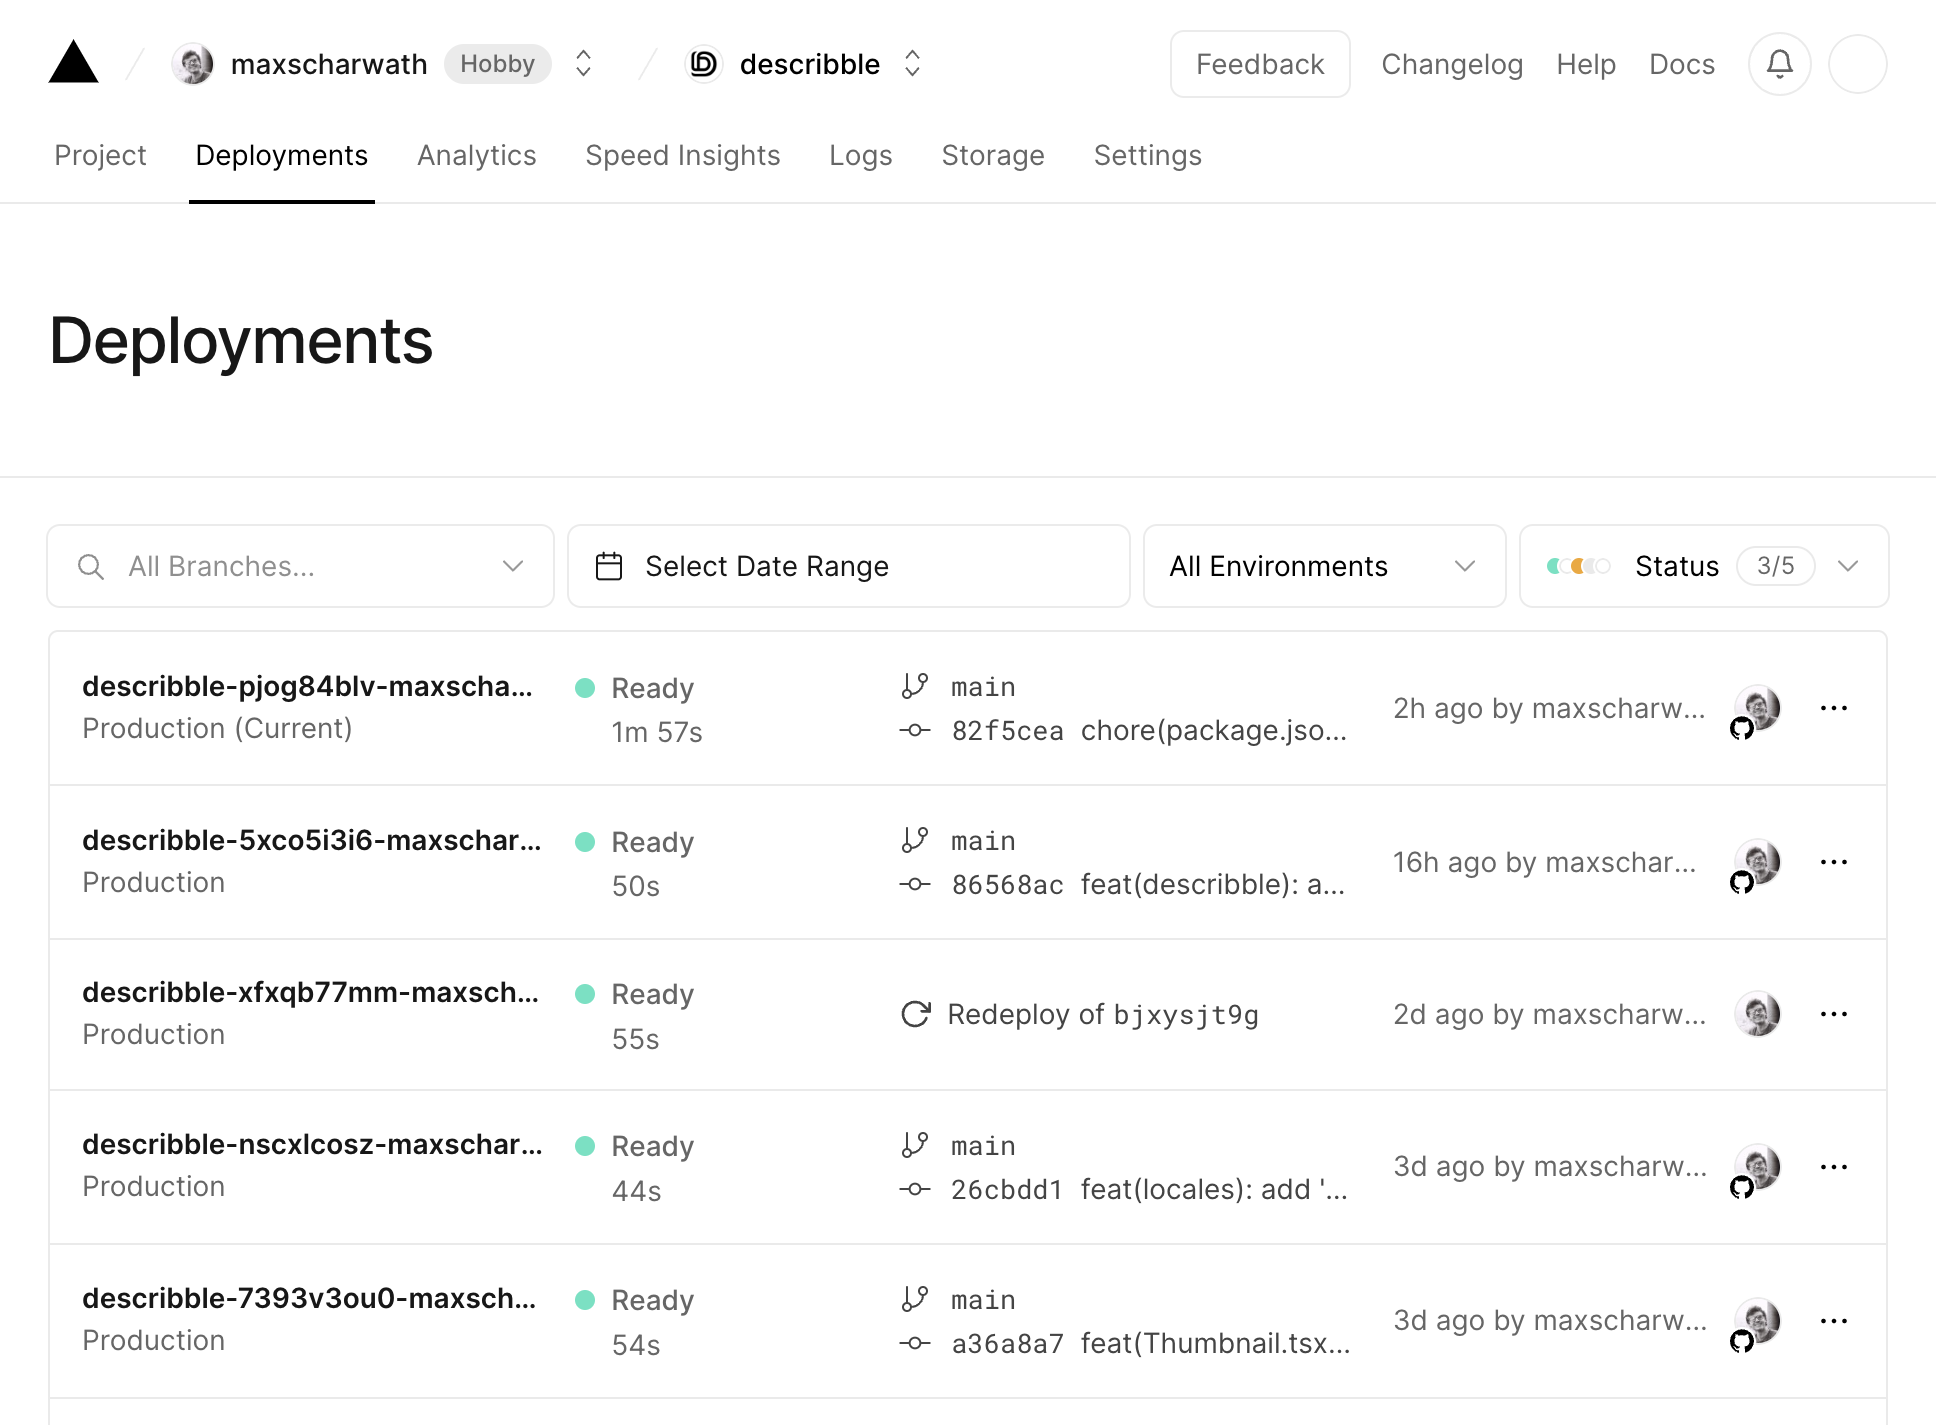 maxscharwath Hobby describble Feedback Changelog Help Docs
Project Deployments Analytics Speed Insights Logs Storage Settings
Deployments
All Branches... Select Date Range All Environments Status 3/5
describble-pjog84blv-maxscha... Ready main
Production (Current) 1m 57s 82f5cea chore(package.jso... 2h ago by maxscharw...
describble-5xco5i3i6-maxschar... Ready main
Production 50s 86568ac feat(describble): a... 16h ago by maxschar...
describble-xfxqb77mm-maxsch... Ready
Production 55s Redeploy of bjxysjt9g 2d ago by maxscharw...
describble-nscxlcosz-maxschar... Ready main
Production 44s 26cbdd1 feat(locales): add '... 3d ago by maxscharw...
describble-7393v3ou0-maxsch... Ready main
Production 54s a36a8a7 feat(Thumbnail.tsx... 3d ago by maxscharw...